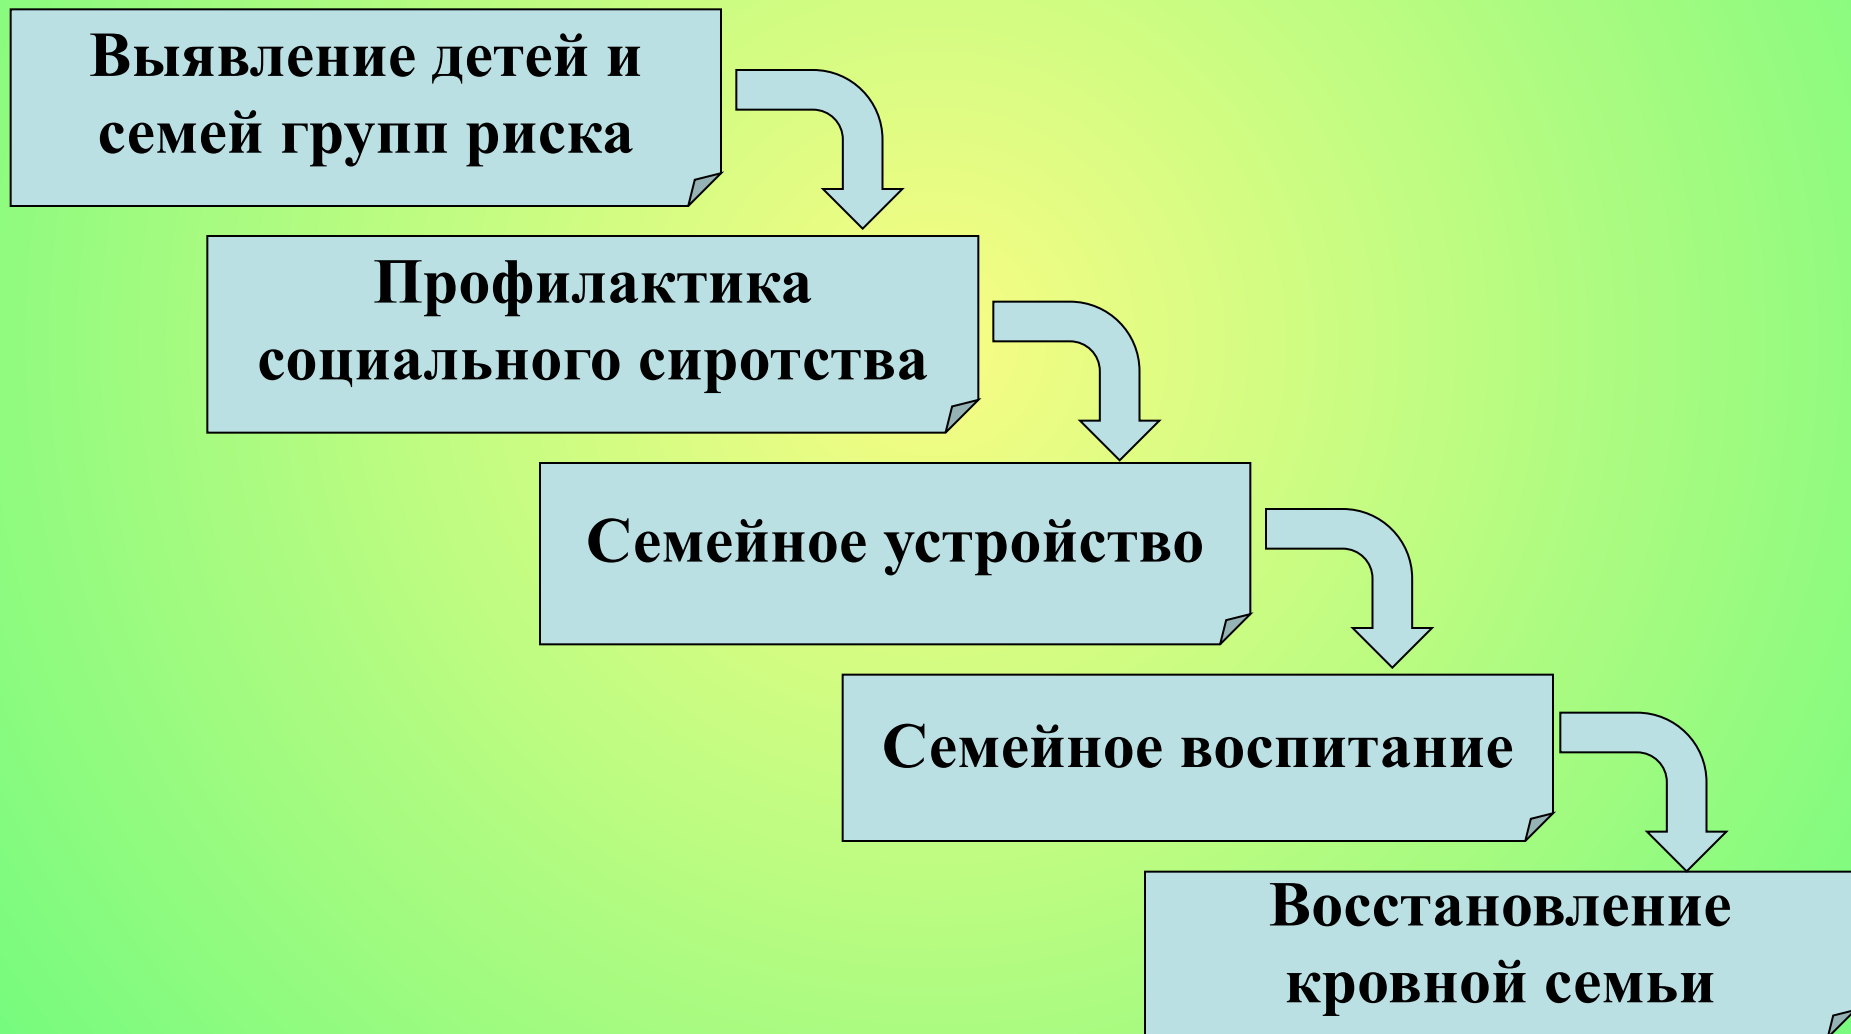 Выявление детей и
семей групп риска
Профилактика
социального сиротства
Семейное устройство
Семейное воспитание
Восстановление
кровной семьи